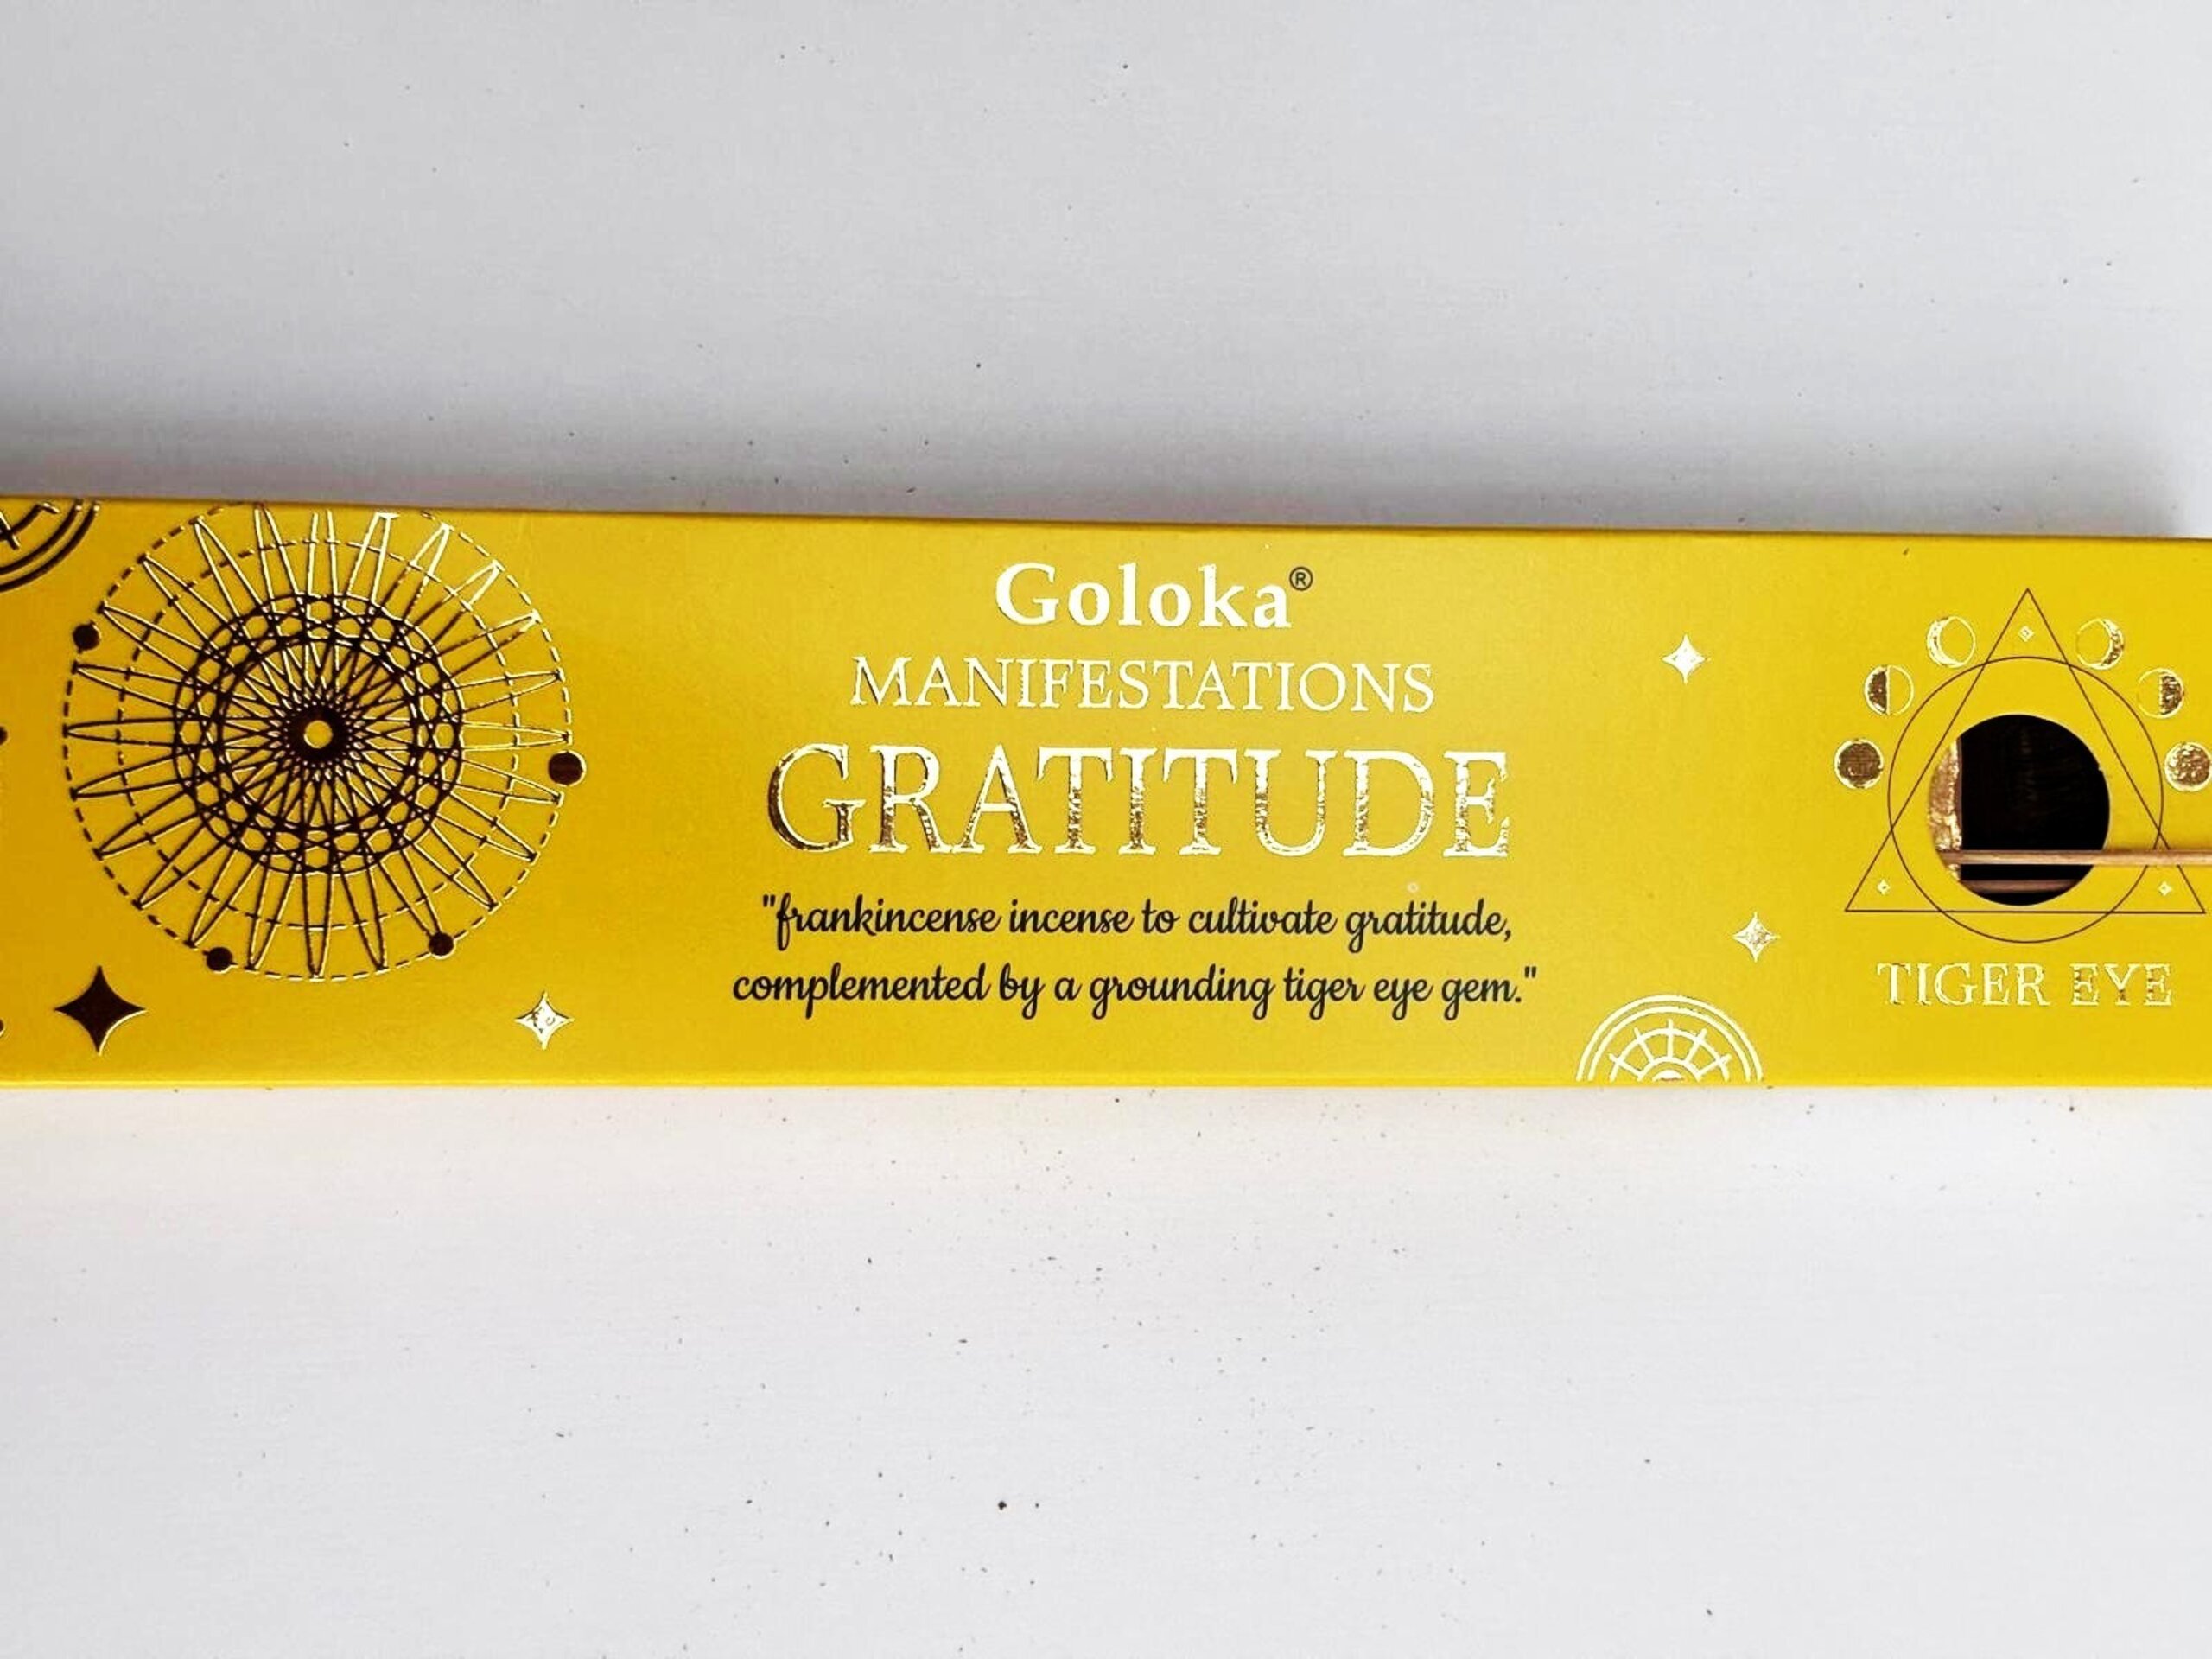 Goloka®
MANIFESTATIONS
GRATITUDE
"frankincense incense to cultivate gratitude,
complemented by a grounding tiger eye gem."
TIGER EYE